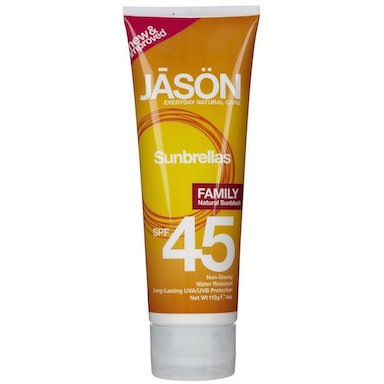 new &
improved
JĀSÖN
EVERYDAY NATURAL CARE
Sunbrellas
FAMILY
Natural Sunblock
SPF
45
Non-Greasy
Water Resistant
Long-Lasting UVA/UVB Protection
Net Wt 113g / 4oz